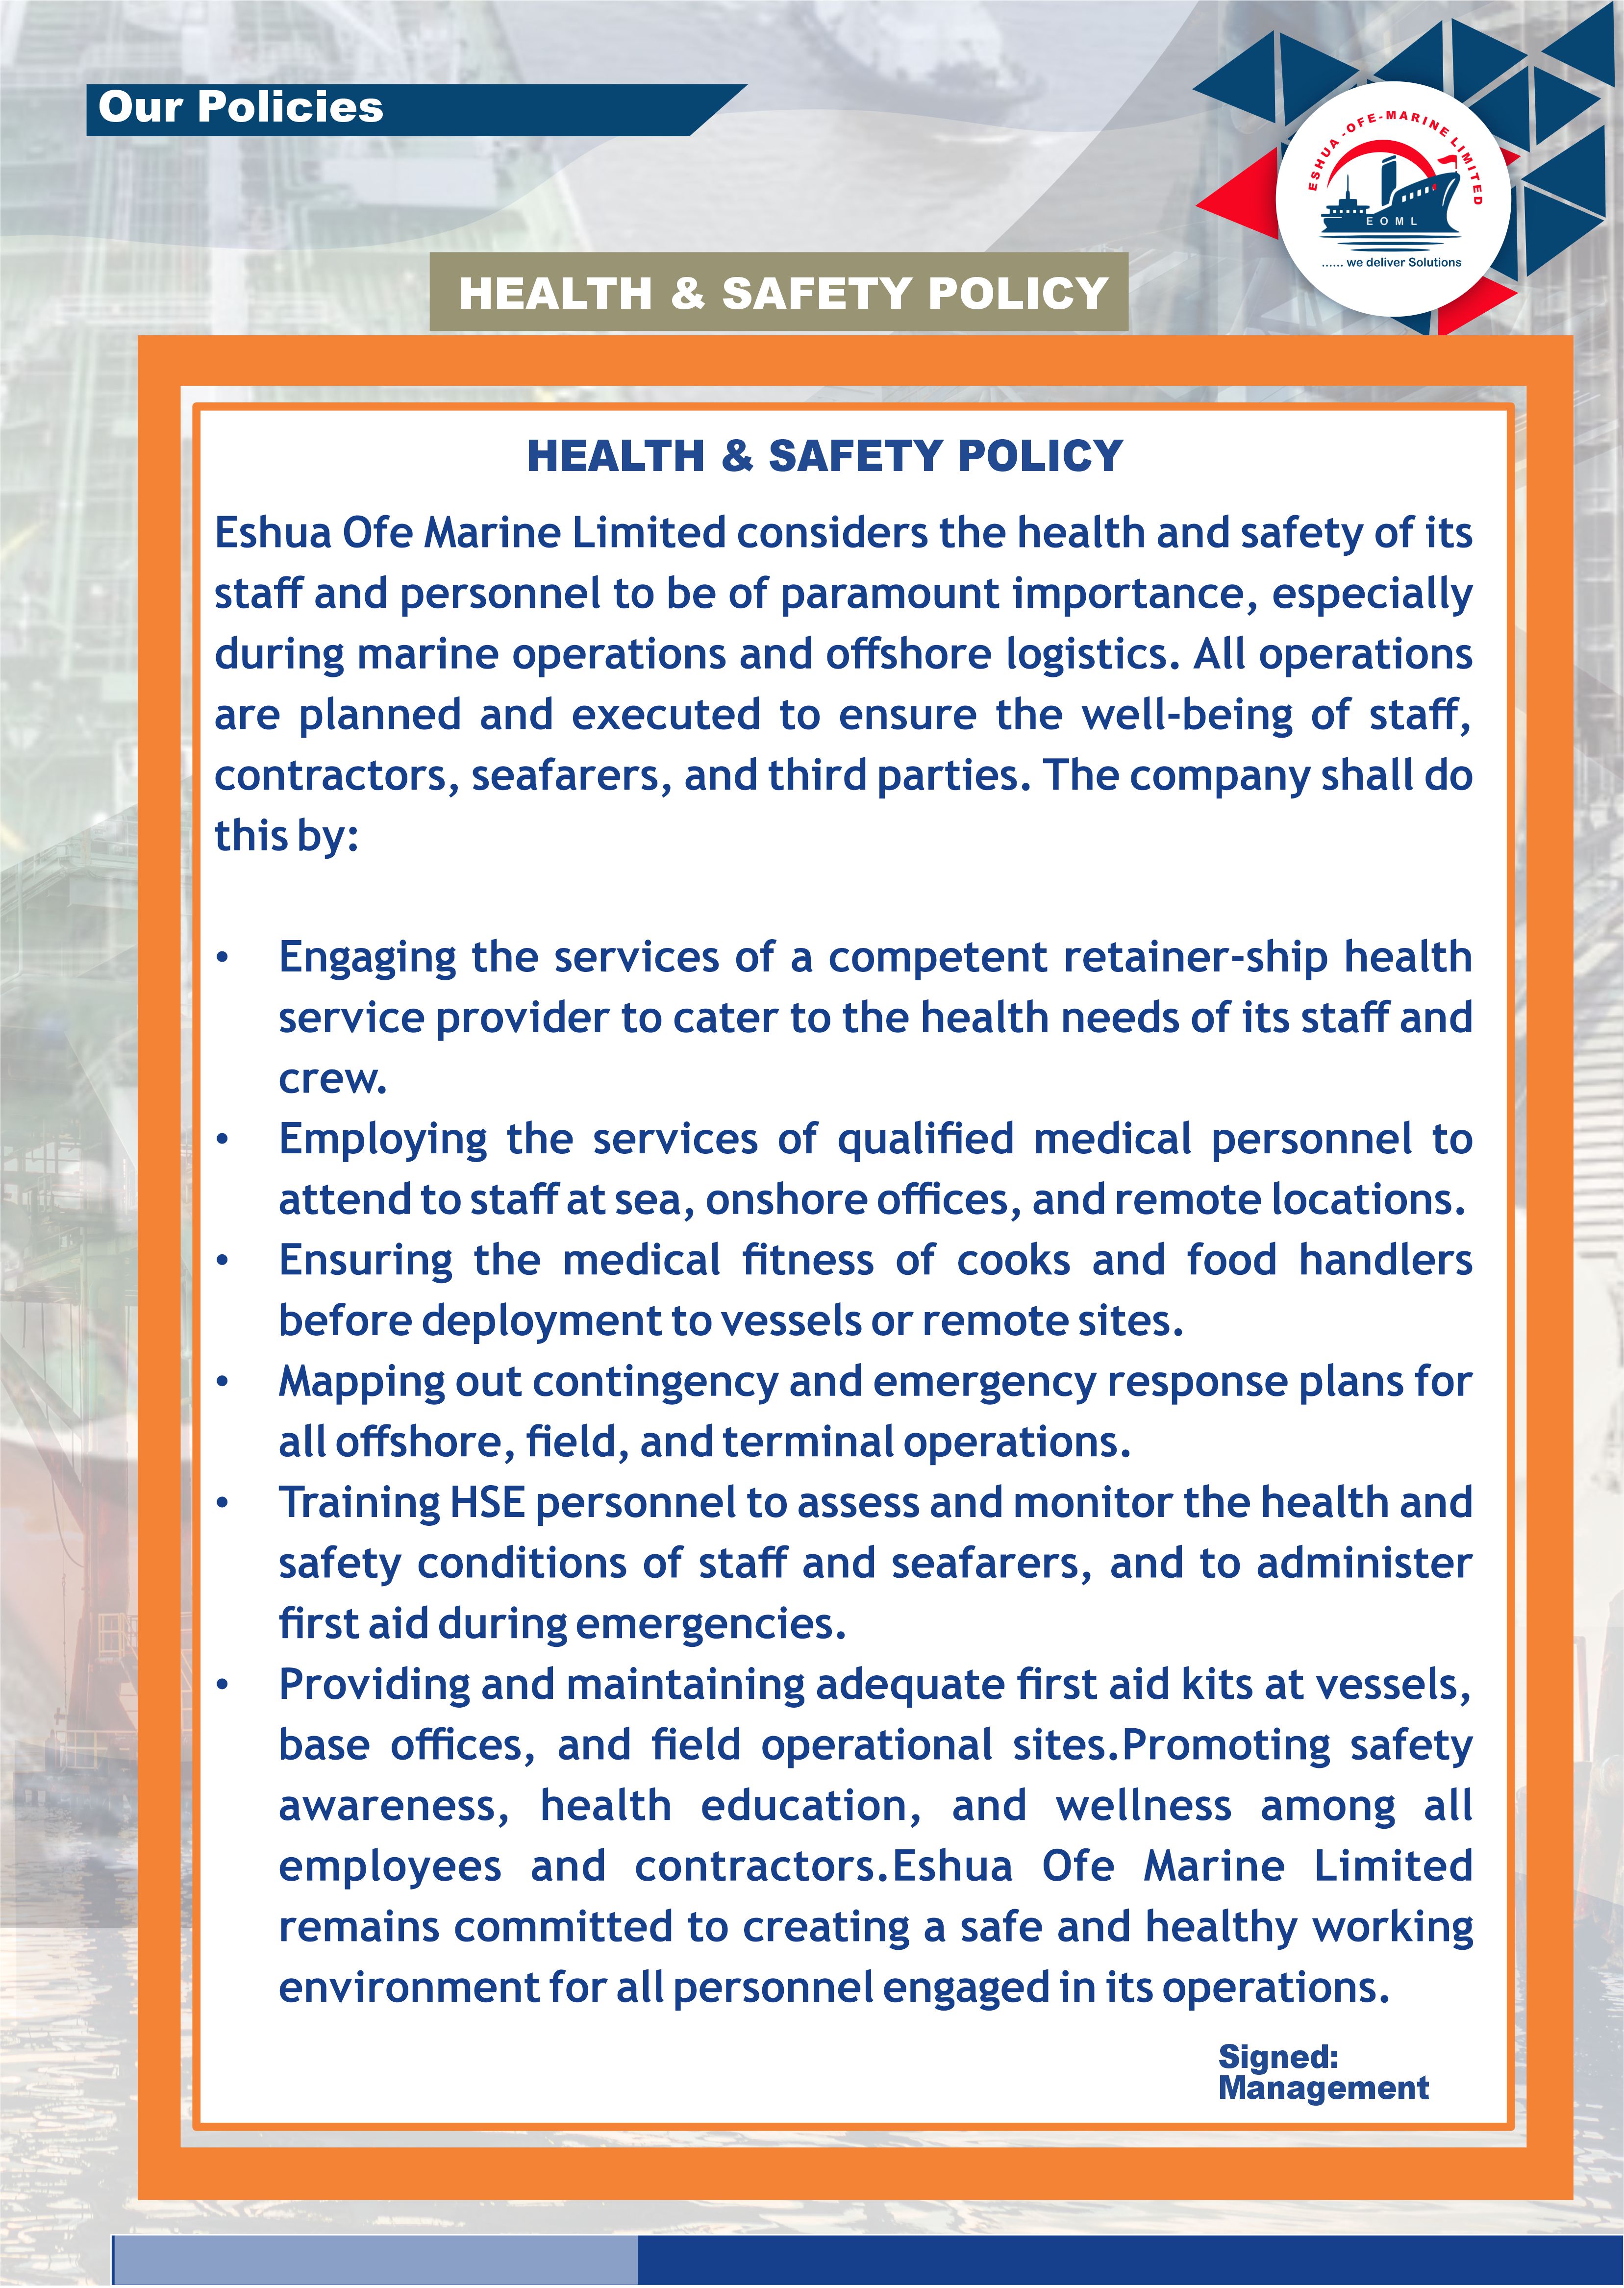 Our Policies
ESHUA-OFE-MARINE LIMITED
EOML
...... we deliver Solutions
HEALTH & SAFETY POLICY
HEALTH & SAFETY POLICY
Eshua Ofe Marine Limited considers the health and safety of its
staff and personnel to be of paramount importance, especially
during marine operations and offshore logistics. All operations
are planned and executed to ensure the well-being of staff,
contractors, seafarers, and third parties. The company shall do
this by:
• Engaging the services of a competent retainer-ship health
service provider to cater to the health needs of its staff and
crew.
• Employing the services of qualified medical personnel to
attend to staff at sea, onshore offices, and remote locations.
• Ensuring the medical fitness of cooks and food handlers
before deployment to vessels or remote sites.
• Mapping out contingency and emergency response plans for
all offshore, field, and terminal operations.
• Training HSE personnel to assess and monitor the health and
safety conditions of staff and seafarers, and to administer
first aid during emergencies.
• Providing and maintaining adequate first aid kits at vessels,
base offices, and field operational sites.Promoting safety
awareness, health education, and wellness among all
employees and contractors.Eshua Ofe Marine Limited
remains committed to creating a safe and healthy working
environment for all personnel engaged in its operations.
Signed:
Management